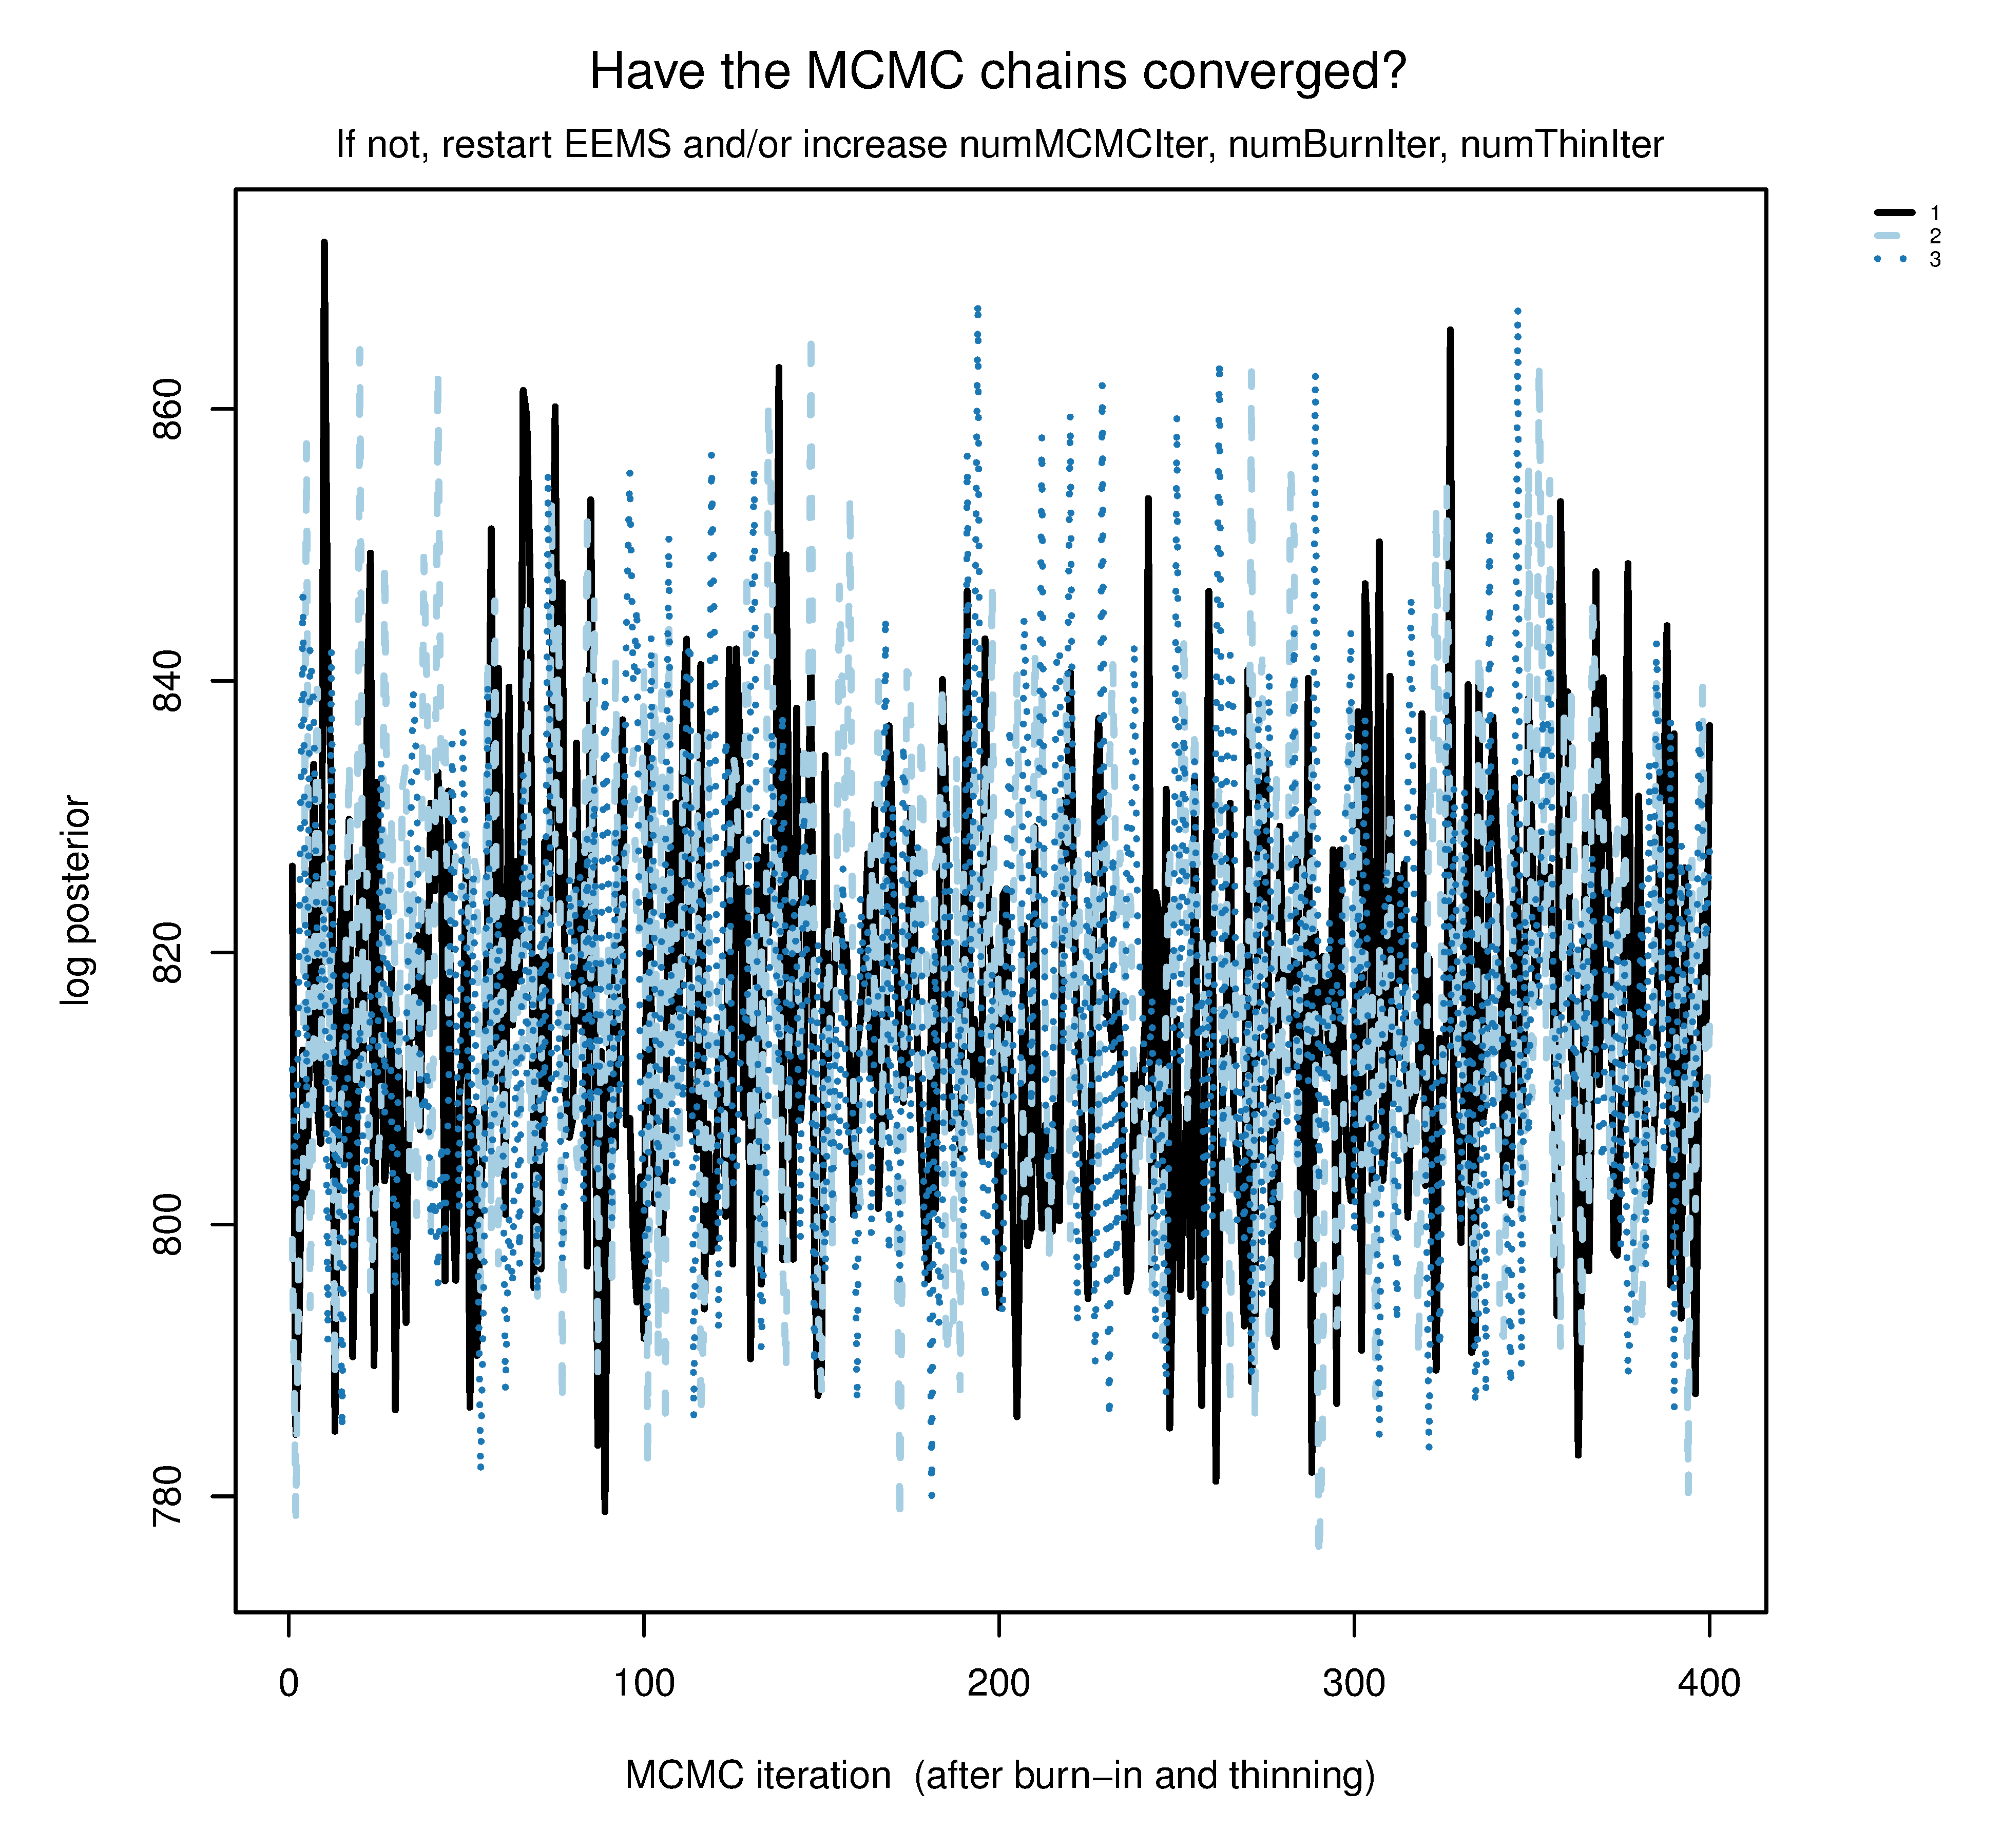 Have the MCMC chains converged?
If not, restart EEMS and/or increase numMCMCIter, numBurnIter, numThinIter
1
2
3
860
840
820
800
780
log posterior
0 100 200 300 400
MCMC iteration (after burn−in and thinning)